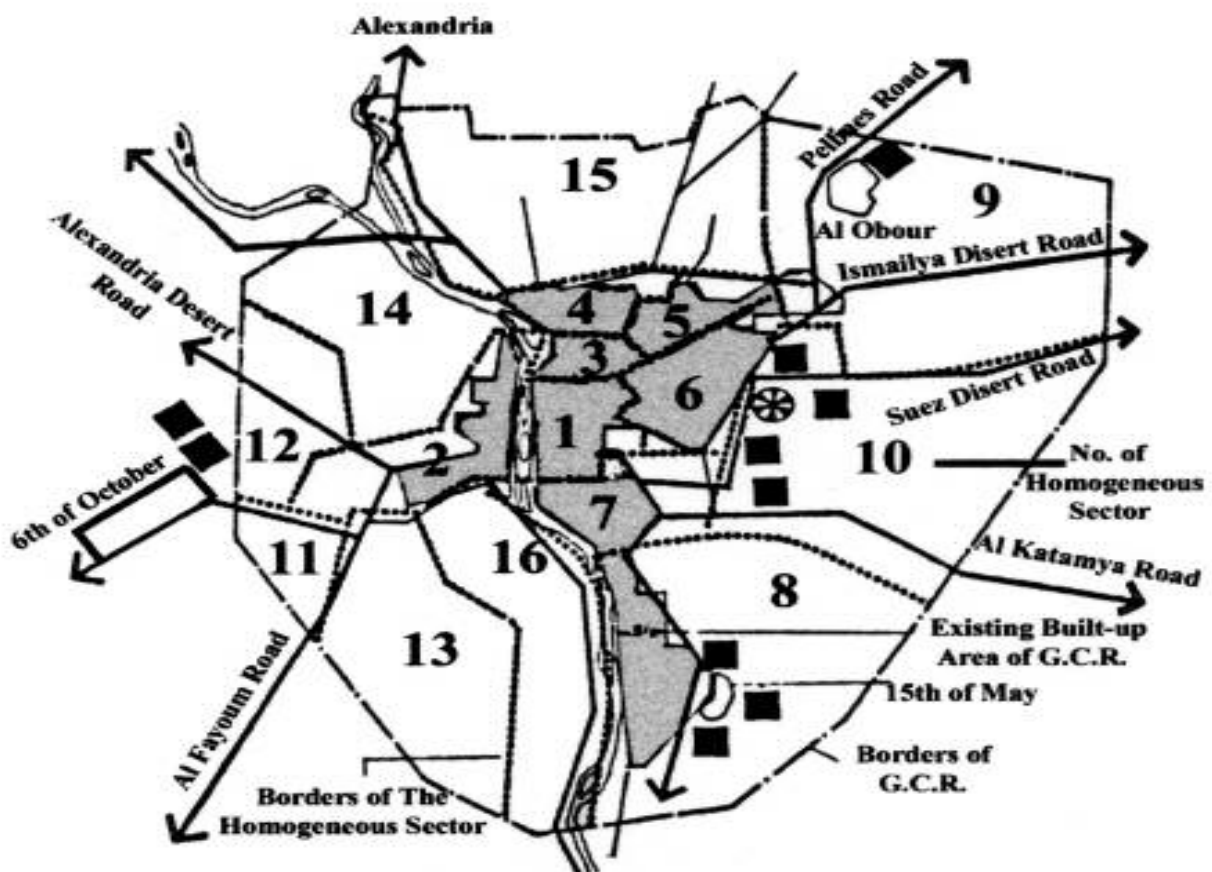 Alexandria
Pellines Road
15
9
Al Obour
Ismailya Disert Road
Alexandria Desert
Road
14
4
5
3
6
Suez Disert Road
12
2
1
10
No. of
Homogeneous
Sector
6th of October
7
11
16
8
Al Katamya Road
Existing Built-up
Area of G.C.R.
13
15th of May
Al Fayoum Road
Borders of
G.C.R.
Borders of The
Homogeneous Sector